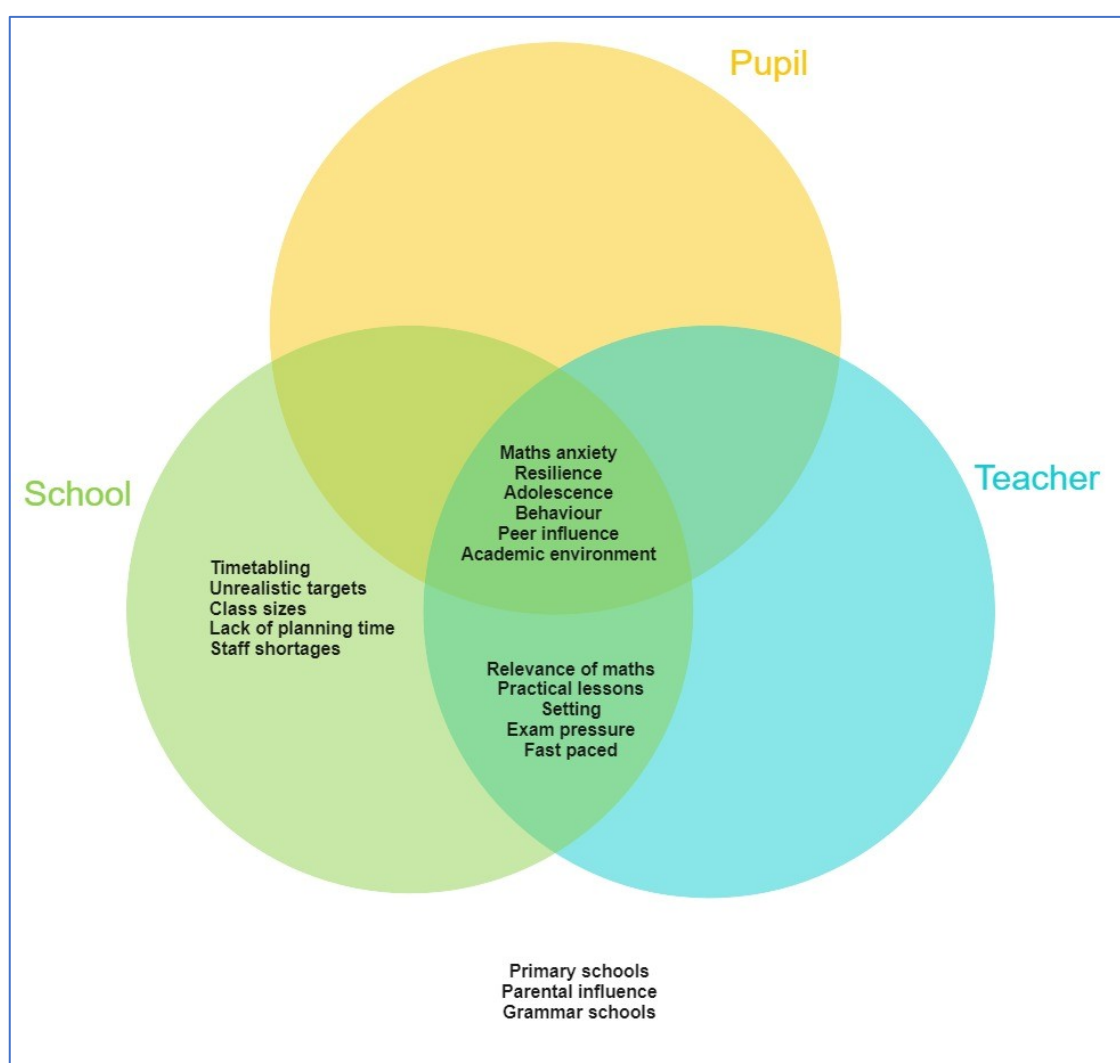 Pupil
School
Teacher
Maths anxiety
Resilience
Adolescence
Behaviour
Peer influence
Academic environment
Timetabling
Unrealistic targets
Class sizes
Lack of planning time
Staff shortages
Relevance of maths
Practical lessons
Setting
Exam pressure
Fast paced
Primary schools
Parental influence
Grammar schools